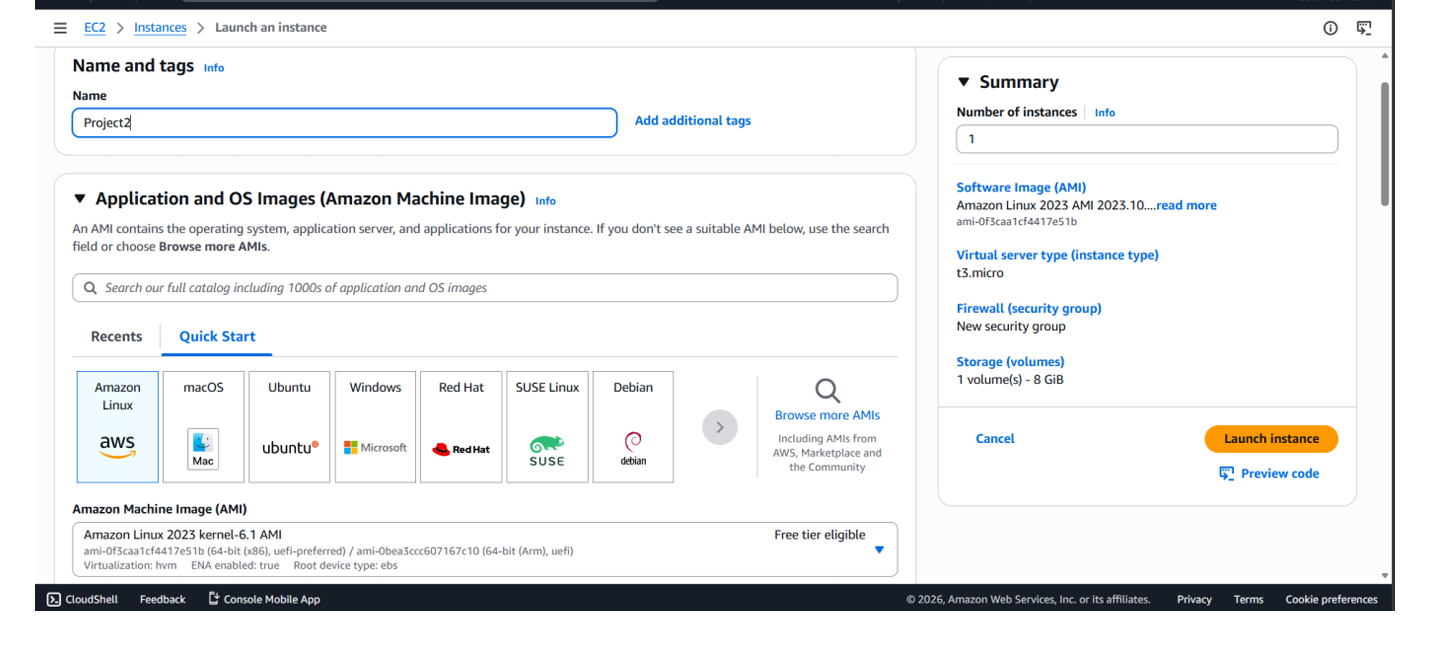 EC2 > Instances > Launch an instance
Name and tags Info
Name
Project2
Add additional tags
Application and OS Images (Amazon Machine Image) Info
An AMI contains the operating system, application server, and applications for your instance. If you don't see a suitable AMI below, use the search
field or choose Browse more AMIs.
Search our full catalog including 1000s of application and OS images
Recents
Quick Start
Amazon
Linux
aws
macOS
Mac
Ubuntu
ubuntu
Windows
Microsoft
Red Hat
Red Hat
SUSE Linux
SUSE
Debian
debian
Browse more AMIs
Including AMIs from
AWS, Marketplace and
the Community
Amazon Machine Image (AMI)
Amazon Linux 2023 kernel-6.1 AMI
Free tier eligible
ami-0f3caa1cf4417e51b (64-bit (x86), uefi-preferred) / ami-0bea3ccc607167c10 (64-bit (Arm), uefi)
Virtualization: hvm ENA enabled: true Root device type: ebs
Summary
Number of instances Info
1
Software Image (AMI)
Amazon Linux 2023 AMI 2023.10....read more
ami-0f3caa1cf4417e51b
Virtual server type (instance type)
t3.micro
Firewall (security group)
New security group
Storage (volumes)
1 volume(s) - 8 GiB
Cancel
Launch instance
Preview code
CloudShell Feedback Console Mobile App
© 2026, Amazon Web Services, Inc. or its affiliates. Privacy Terms Cookie preferences